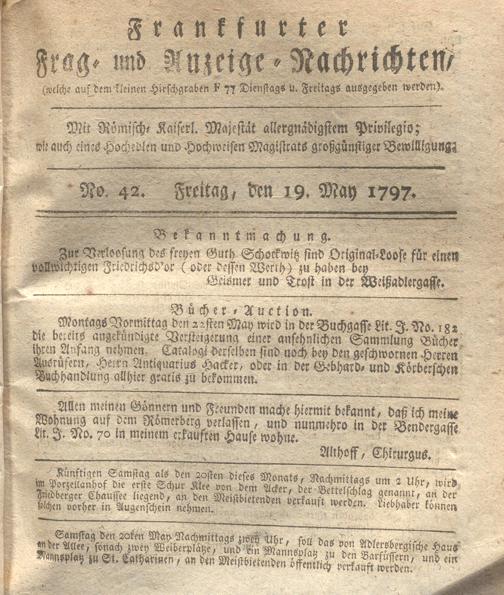 Frankfurter
Frag- und Anzeige-Nachrichten,
(welche auf dem kleinen Hirschgraben F 77 Dienstags u. Freitags ausgegeben werden).
Mit Römisch-Kaiserl. Majestät allergnädigstem Privilegio;
wie auch eines Hochedlen und Hochweisen Magistrats großgünstiger Bewilligung.
No. 42. Freitag, den 19. May 1797.
Bekanntmachung.
Zur Verloosung des freyen Guth Schockwitz sind Original-Loose für einen
vollwichtigen Friedrichsd'or (oder dessen Werth) zu haben bey
Geismer und Trost in der Weißadlergasse.
Bücher-Auction.
Montags Vormittag den 22sten May wird in der Buchgasse Lit. J. No. 182
die bereits angekündigte Versteigerung einer ansehnlichen Sammlung Bücher
ihren Anfang nehmen. Catalogi derselben sind noch bey den geschwornen Herren
Ausrüfern, Herrn Antiquarius Hacker, oder in der Gebhard- und Körberschen
Buchhandlung allhier gratis zu bekommen.
Allen meinen Gönnern und Freunden mache hiermit bekannt, daß ich meine
Wohnung auf dem Römerberg verlassen, und nunmehro in der Bendergasse
Lit. J. No. 70 in meinem erkauften Hause wohne.
Althoff, Chirurgus.
Künftigen Samstag als den 20sten dieses Monats, Nachmittags um 2 Uhr, wird
im Porzellanhof die erste Schur Klee von dem Acker, der Bettelschlag genannt, an der
Friedberger Chaussee liegend, an den Meistbietenden verkauft werden. Liebhaber können
solchen vorher in Augenschein nehmen.
Samstag den 20ten May Nachmittags zwey Uhr, soll das von Adlersbergische Haus
an der Allee, sonach zwey Weiberplätze, und ein Mannsplatz zu den Barfüssern, und ein
Mannsplatz zu St. Catharinen, an den Meistbietenden öffentlich verkauft werden.